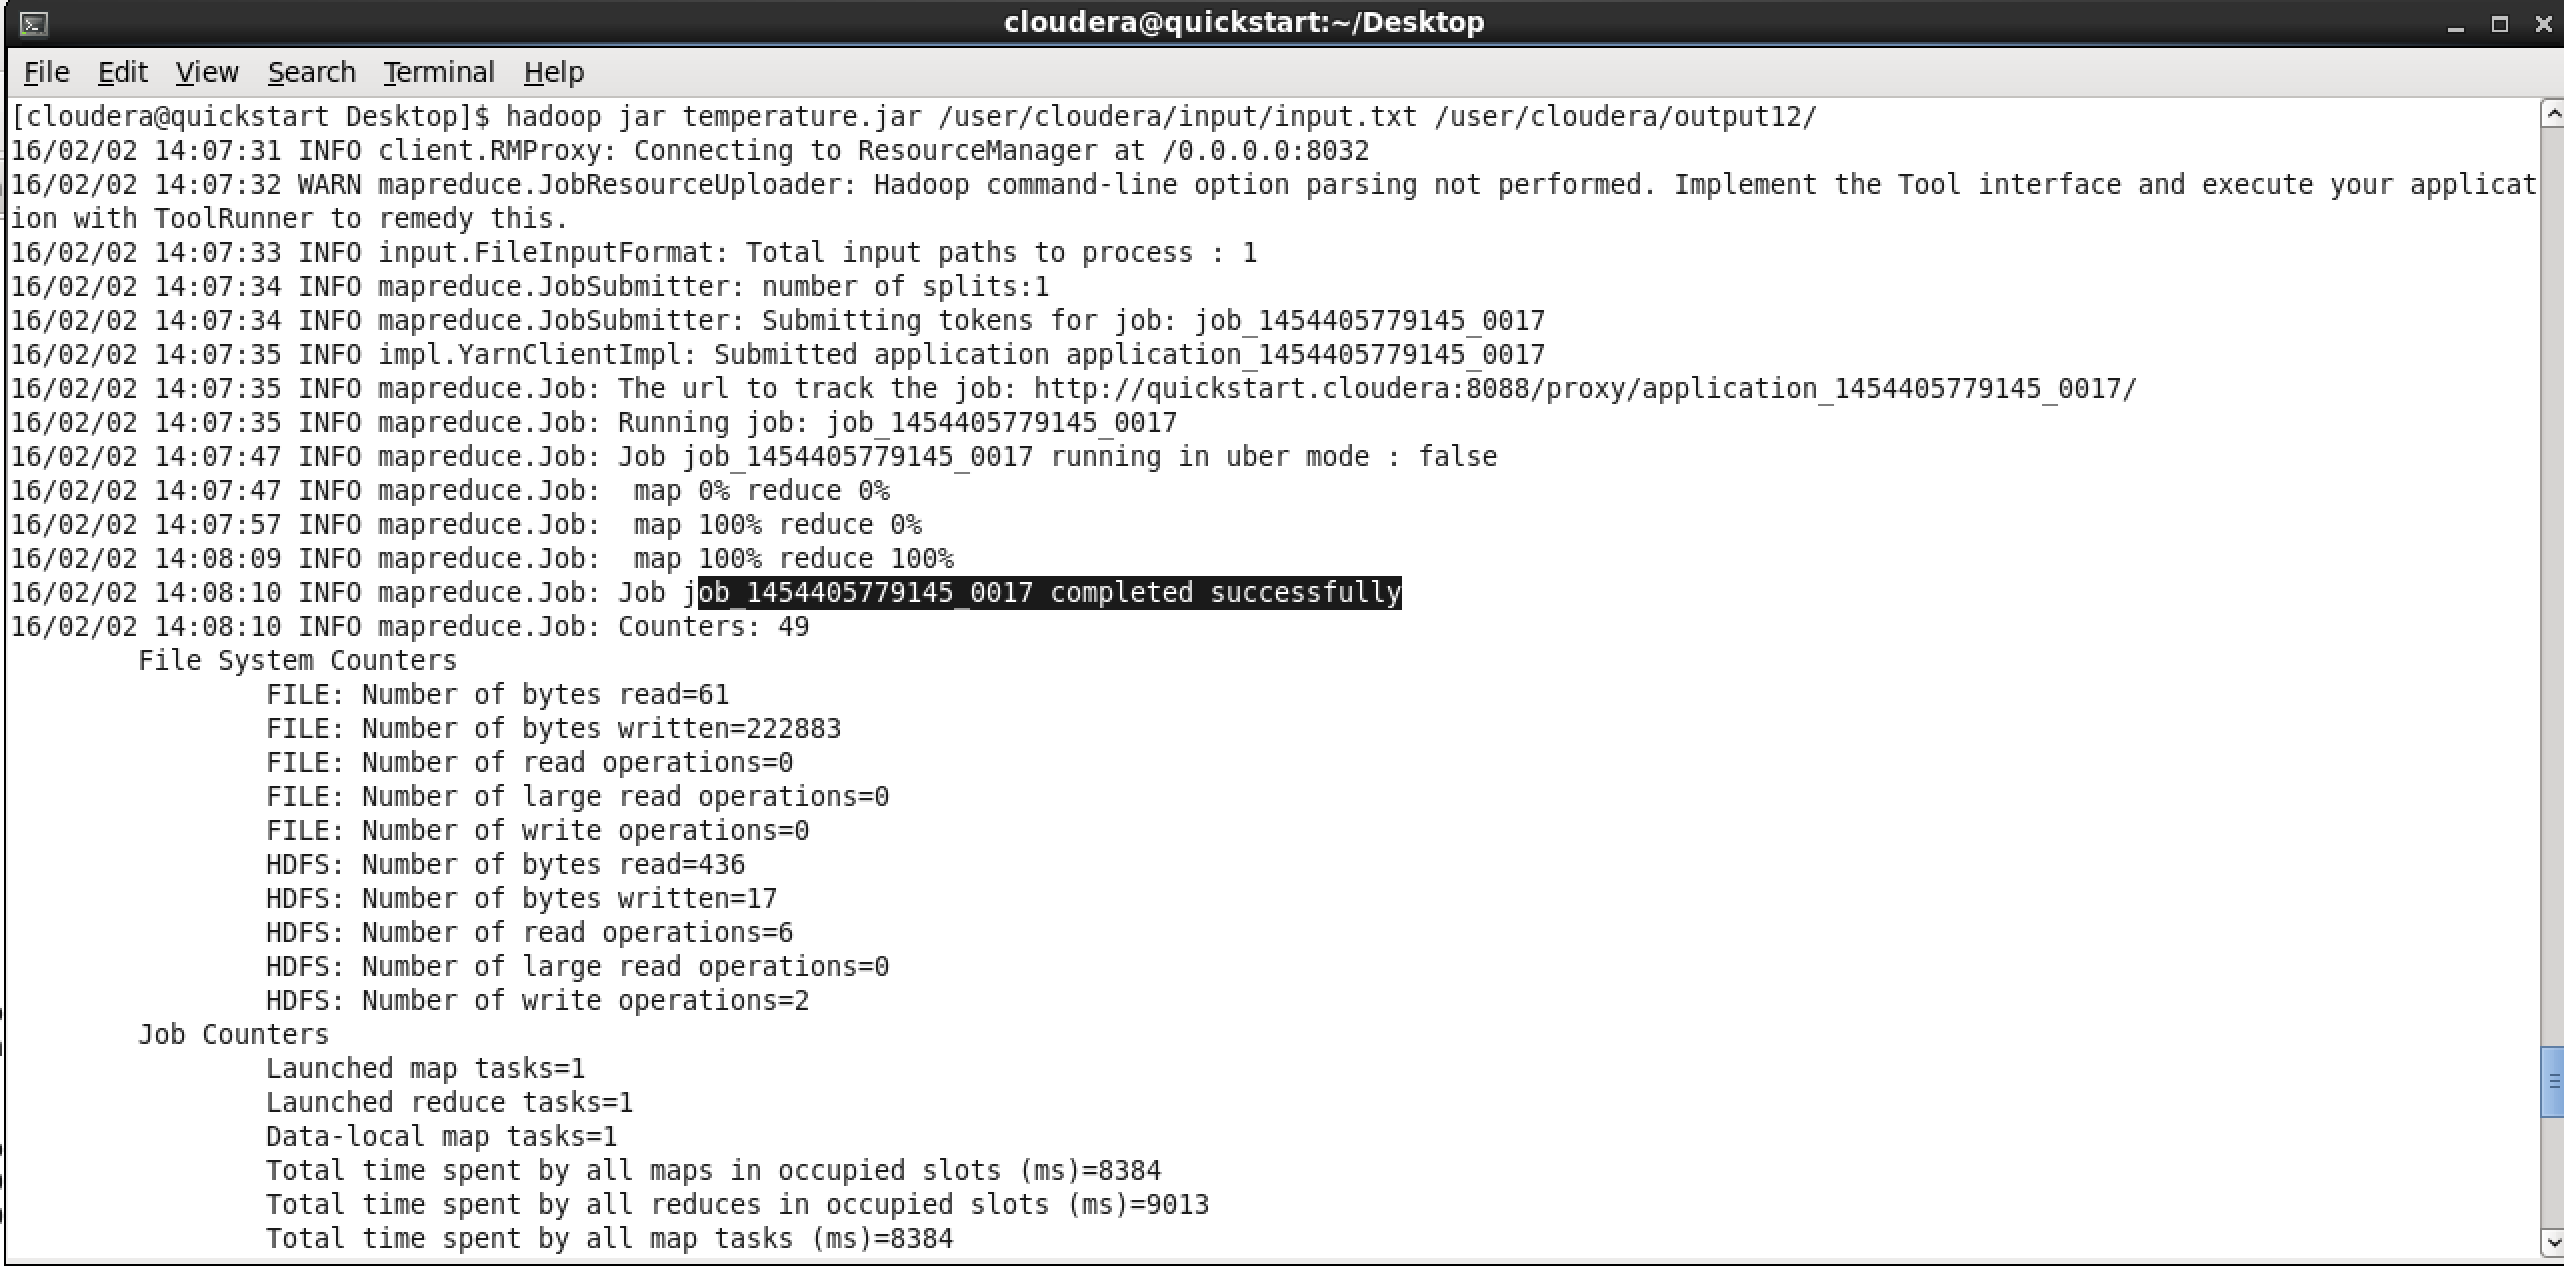 cloudera@quickstart:~/Desktop
File Edit View Search Terminal Help
[cloudera@quickstart Desktop]$ hadoop jar temperature.jar /user/cloudera/input/input.txt /user/cloudera/output12/
16/02/02 14:07:31 INFO client.RMProxy: Connecting to ResourceManager at /0.0.0.0:8032
16/02/02 14:07:32 WARN mapreduce.JobResourceUploader: Hadoop command-line option parsing not performed. Implement the Tool interface and execute your applicat
ion with ToolRunner to remedy this.
16/02/02 14:07:33 INFO input.FileInputFormat: Total input paths to process : 1
16/02/02 14:07:34 INFO mapreduce.JobSubmitter: number of splits:1
16/02/02 14:07:34 INFO mapreduce.JobSubmitter: Submitting tokens for job: job_1454405779145_0017
16/02/02 14:07:35 INFO impl.YarnClientImpl: Submitted application application_1454405779145_0017
16/02/02 14:07:35 INFO mapreduce.Job: The url to track the job: http://quickstart.cloudera:8088/proxy/application_1454405779145_0017/
16/02/02 14:07:35 INFO mapreduce.Job: Running job: job_1454405779145_0017
16/02/02 14:07:47 INFO mapreduce.Job: Job job_1454405779145_0017 running in uber mode : false
16/02/02 14:07:47 INFO mapreduce.Job:  map 0% reduce 0%
16/02/02 14:07:57 INFO mapreduce.Job:  map 100% reduce 0%
16/02/02 14:08:09 INFO mapreduce.Job:  map 100% reduce 100%
16/02/02 14:08:10 INFO mapreduce.Job: Job job_1454405779145_0017 completed successfully
16/02/02 14:08:10 INFO mapreduce.Job: Counters: 49
File System Counters
FILE: Number of bytes read=61
FILE: Number of bytes written=222883
FILE: Number of read operations=0
FILE: Number of large read operations=0
FILE: Number of write operations=0
HDFS: Number of bytes read=436
HDFS: Number of bytes written=17
HDFS: Number of read operations=6
HDFS: Number of large read operations=0
HDFS: Number of write operations=2
Job Counters
Launched map tasks=1
Launched reduce tasks=1
Data-local map tasks=1
Total time spent by all maps in occupied slots (ms)=8384
Total time spent by all reduces in occupied slots (ms)=9013
Total time spent by all map tasks (ms)=8384